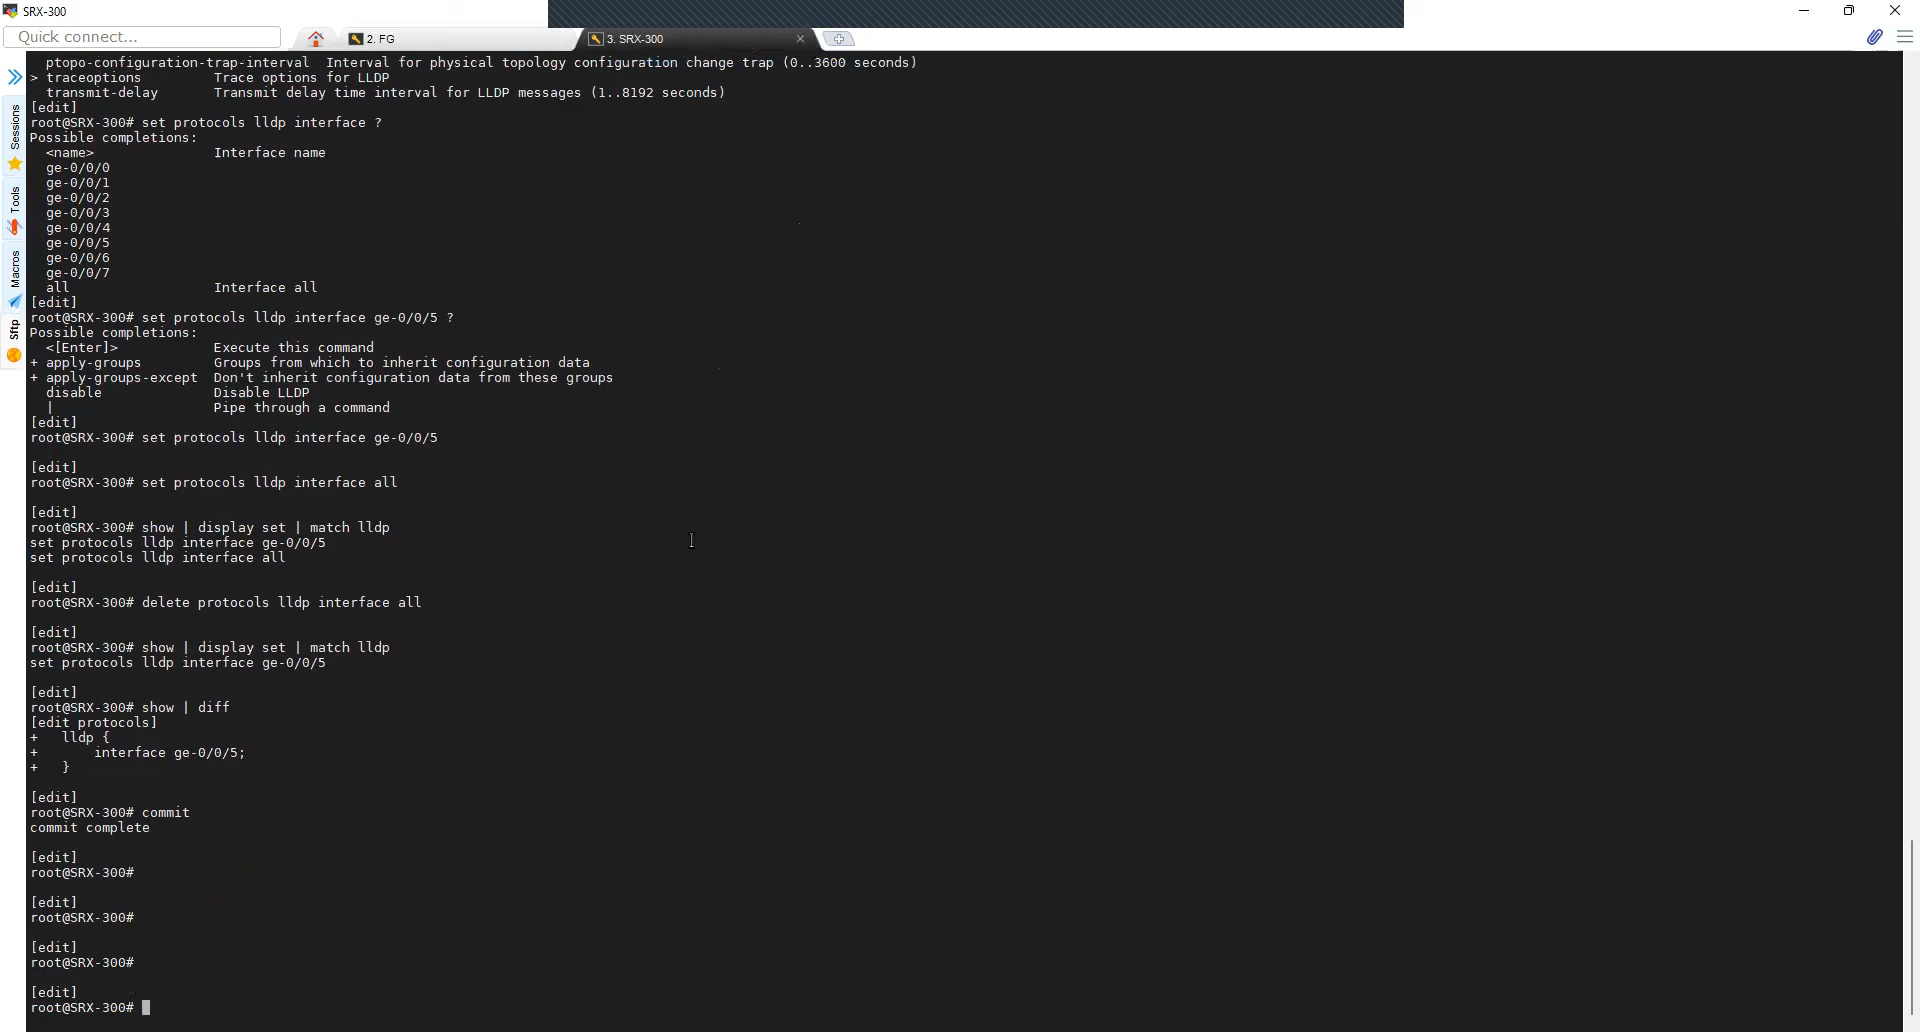 SRX-300
Quick connect...
2. FG
3. SRX-300
Sessions
Tools
Macros
Sftp
ptopo-configuration-trap-interval  Interval for physical topology configuration change trap (0..3600 seconds)
> traceoptions         Trace options for LLDP
  transmit-delay       Transmit delay time interval for LLDP messages (1..8192 seconds)
[edit]
root@SRX-300# set protocols lldp interface ?
Possible completions:
  <name>               Interface name
  ge-0/0/0
  ge-0/0/1
  ge-0/0/2
  ge-0/0/3
  ge-0/0/4
  ge-0/0/5
  ge-0/0/6
  ge-0/0/7
  all                  Interface all
[edit]
root@SRX-300# set protocols lldp interface ge-0/0/5 ?
Possible completions:
  <[Enter]>            Execute this command
+ apply-groups         Groups from which to inherit configuration data
+ apply-groups-except  Don't inherit configuration data from these groups
  disable              Disable LLDP
  |                    Pipe through a command
[edit]
root@SRX-300# set protocols lldp interface ge-0/0/5
[edit]
root@SRX-300# set protocols lldp interface all
[edit]
root@SRX-300# show | display set | match lldp
set protocols lldp interface ge-0/0/5
set protocols lldp interface all
[edit]
root@SRX-300# delete protocols lldp interface all
[edit]
root@SRX-300# show | display set | match lldp
set protocols lldp interface ge-0/0/5
[edit]
root@SRX-300# show | diff
[edit protocols]
+   lldp {
+       interface ge-0/0/5;
+   }
[edit]
root@SRX-300# commit
commit complete
[edit]
root@SRX-300#
[edit]
root@SRX-300#
[edit]
root@SRX-300#
[edit]
root@SRX-300#